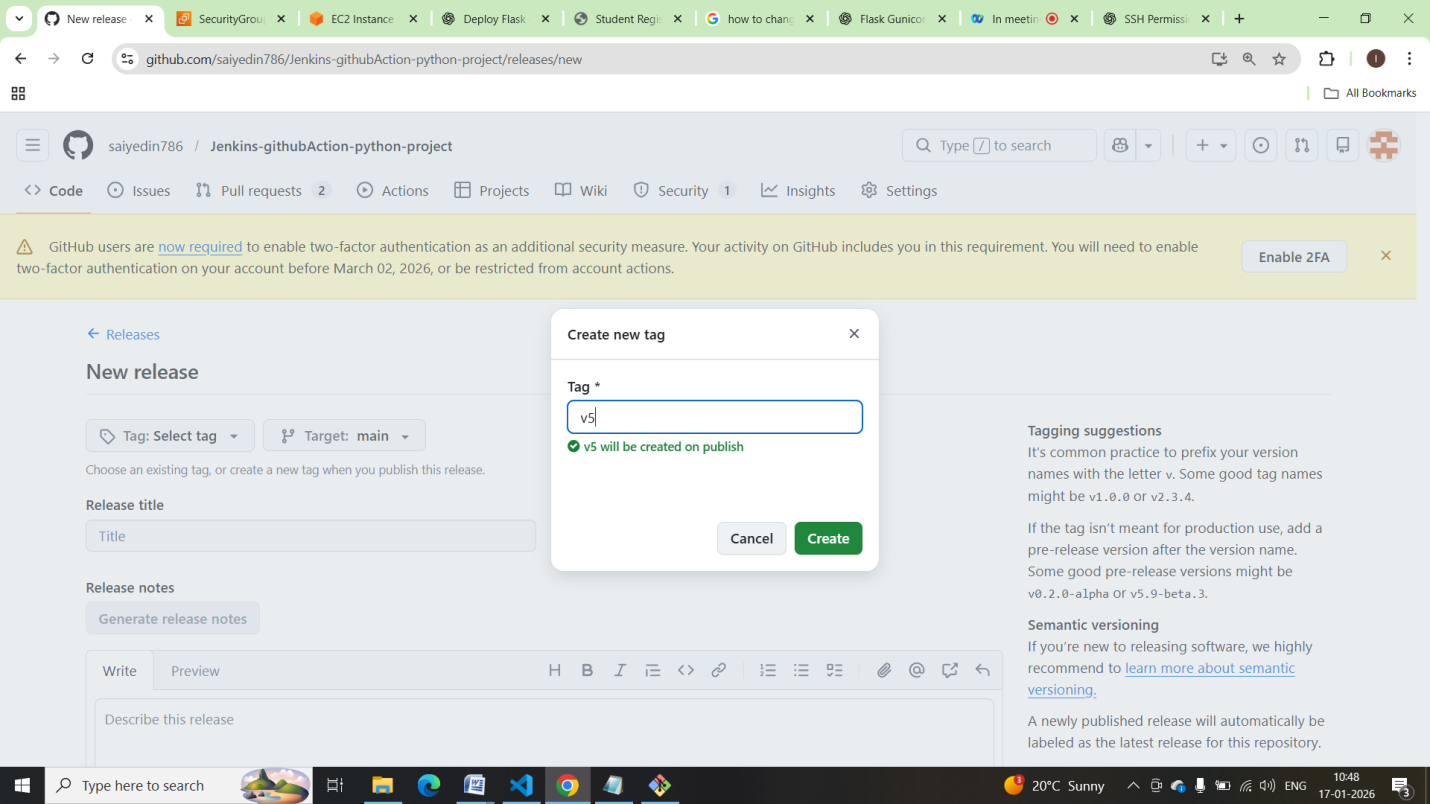 New release
SecurityGroup
EC2 Instance
Deploy Flask
Student Regis
how to chang
Flask Gunicor
In meetin
SSH Permissi
github.com/saiyedin786/Jenkins-githubAction-python-project/releases/new
I
All Bookmarks
saiyedin786 / Jenkins-githubAction-python-project
Type / to search
Code
Issues
Pull requests 2
Actions
Projects
Wiki
Security 1
Insights
Settings
GitHub users are now required to enable two-factor authentication as an additional security measure. Your activity on GitHub includes you in this requirement. You will need to enable
two-factor authentication on your account before March 02, 2026, or be restricted from account actions.
Enable 2FA
Releases
New release
Tag: Select tag
Target: main
Choose an existing tag, or create a new tag when you publish this release.
Release title
Title
Release notes
Generate release notes
Write
Preview
Describe this release
Create new tag
Tag *
v5
v5 will be created on publish
Cancel
Create
Tagging suggestions
It's common practice to prefix your version
names with the letter v. Some good tag names
might be v1.0.0 or v2.3.4.
If the tag isn't meant for production use, add a
pre-release version after the version name.
Some good pre-release versions might be
v0.2.0-alpha or v5.9-beta.3.
Semantic versioning
If you're new to releasing software, we highly
recommend to learn more about semantic
versioning.
A newly published release will automatically be
labeled as the latest release for this repository.
Type here to search
3
20°C Sunny
ENG
10:48
17-01-2026
3